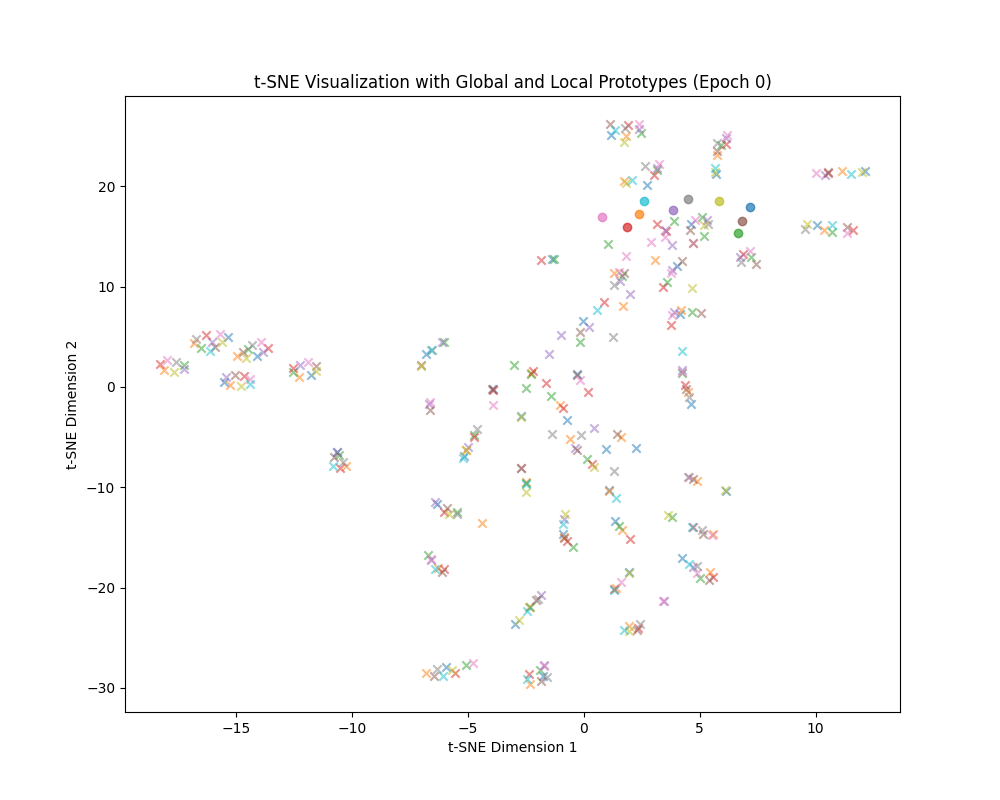 t-SNE Visualization with Global and Local Prototypes (Epoch 0)
20
10
0
−10
−20
−30
t-SNE Dimension 2
−15 −10 −5 0 5 10
t-SNE Dimension 1